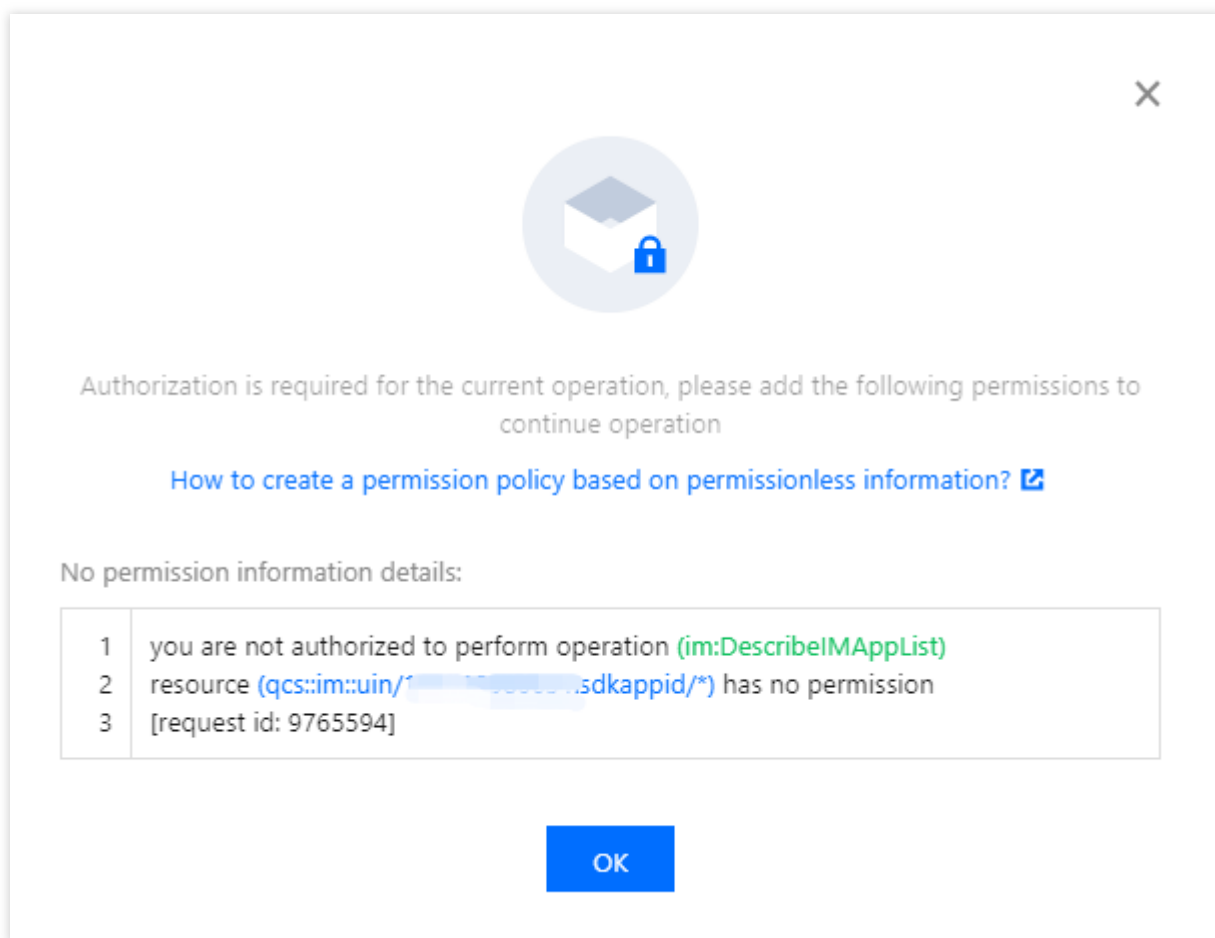 Authorization is required for the current operation, please add the following permissions to
continue operation
How to create a permission policy based on permissionless information?
No permission information details:
1 you are not authorized to perform operation (im:DescribeIMAppList)
2 resource (qcs::im::uin/ sdkappid/*) has no permission
3 [request id: 9765594]
OK